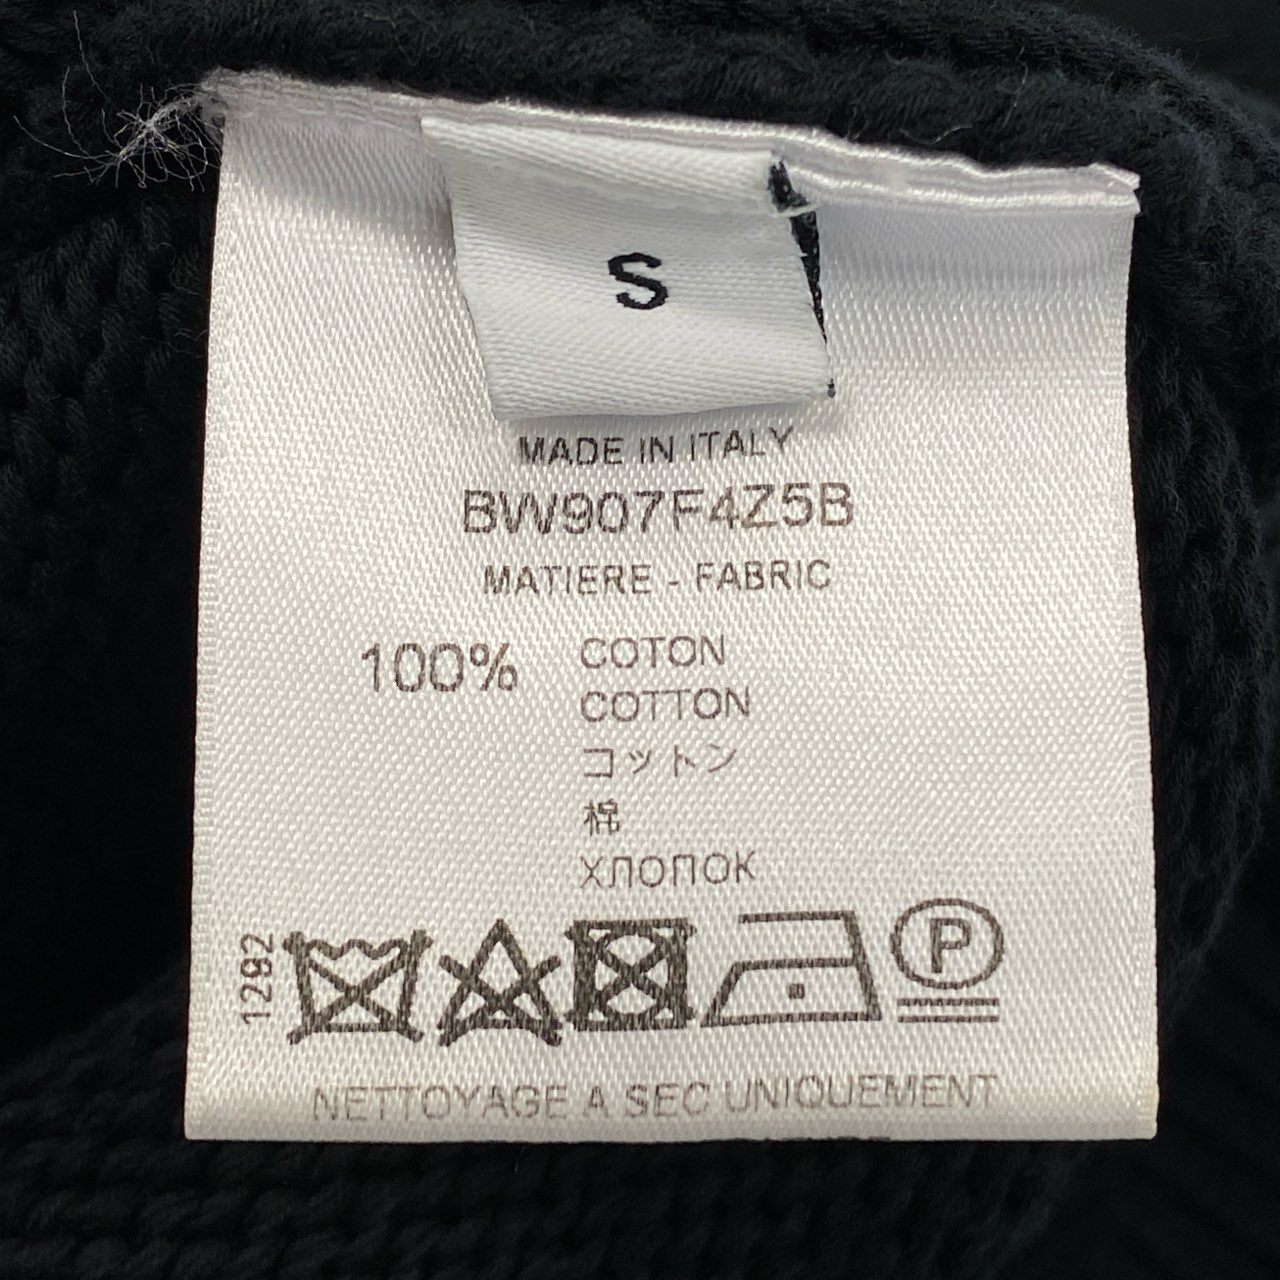 S
MADE IN ITALY
BW907F4Z5B
MATIERE - FABRIC
100% COTON
COTTON
コットン
棉
ХЛОПОК
1292
P
NETTOYAGE A SEC UNIQUEMENT